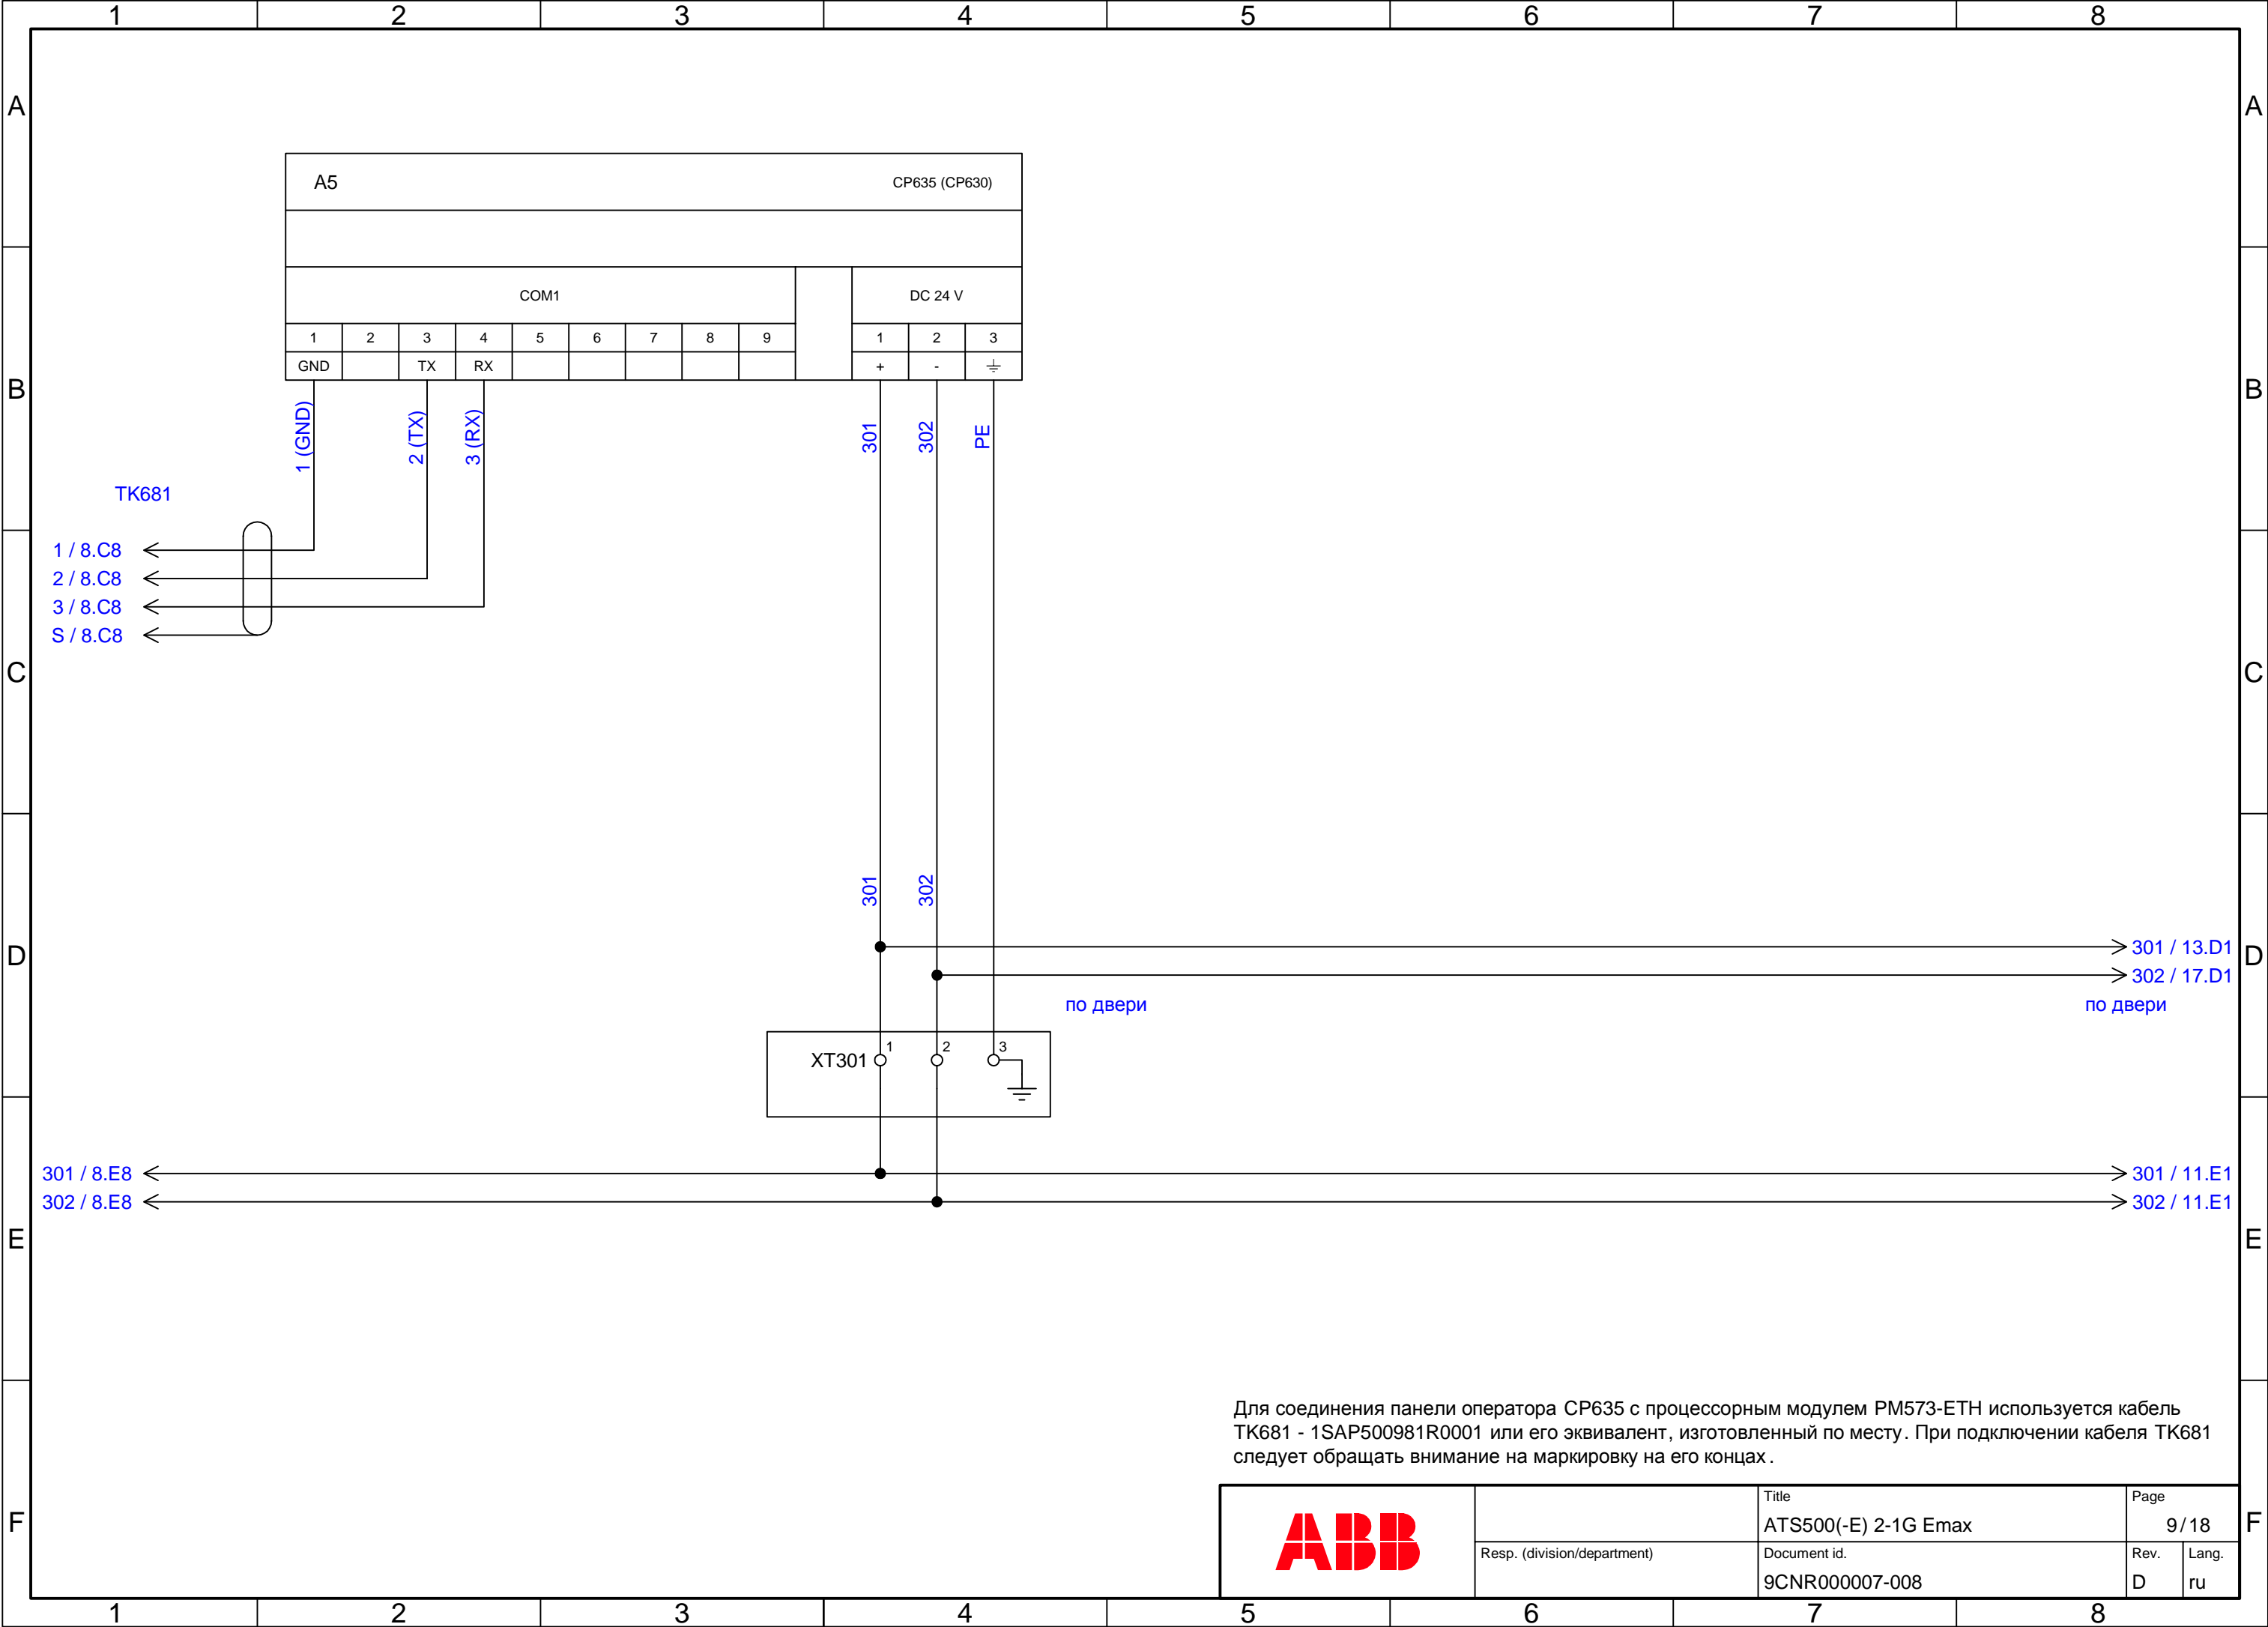 1 2 3 4 5 6 7 8
A A
A5 CP635 (CP630)
COM1 DC 24 V
1 2 3 4 5 6 7 8 9 1 2 3
GND TX RX + -
B B
1 (GND) 2 (TX) 3 (RX) 301 302 PE
TK681
1 / 8.C8
2 / 8.C8
3 / 8.C8
S / 8.C8
C C
301 302
D D
301 / 13.D1
302 / 17.D1
по двери по двери
XT301 1 2 3
301 / 8.E8 301 / 11.E1
302 / 8.E8 302 / 11.E1
E E
Для соединения панели оператора CP635 с процессорным модулем PM573-ETH используется кабель
TK681 - 1SAP500981R0001 или его эквивалент, изготовленный по месту. При подключении кабеля TK681
следует обращать внимание на маркировку на его концах.
F F
ABB
Title Page
ATS500(-E) 2-1G Emax 9/18
Resp. (division/department) Document id. Rev. Lang.
9CNR000007-008 D ru
1 2 3 4 5 6 7 8